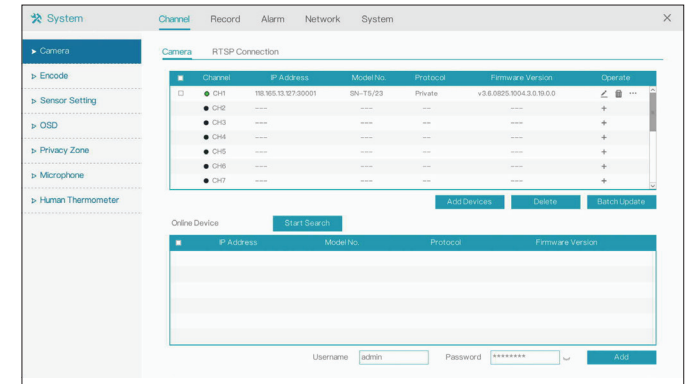 System Channel Record Alarm Network System
Camera
Encode
Sensor Setting
OSD
Privacy Zone
Microphone
Human Thermometer
Camera RTSP Connection
Channel IP Address Model No. Protocol Firmware Version Operate
CH1 118.165.13.127:30001 SN-T5/23 Private v3.6.0825.1004.3.0.19.0.0 ...
CH2 --- --- -- --- +
CH3 --- --- -- --- +
CH4 --- --- -- --- +
CH5 --- --- -- --- +
CH6 --- --- -- --- +
CH7 --- --- -- --- +
Add Devices Delete Batch Update
Online Device Start Search
IP Address Model No. Protocol Firmware Version
Username admin Password ******** Add